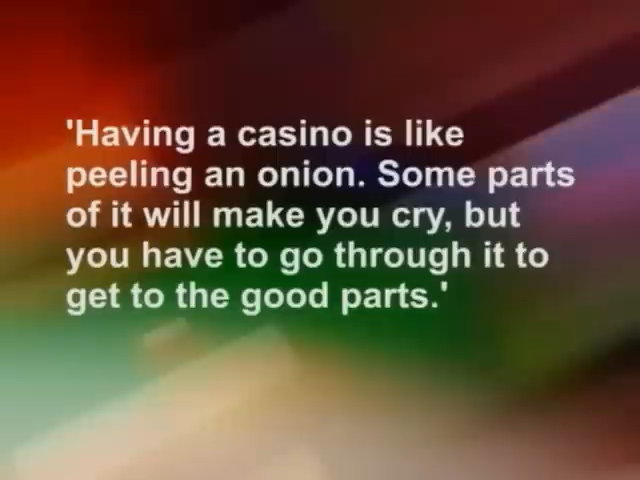 'Having a casino is like
peeling an onion. Some parts
of it will make you cry, but
you have to go through it to
get to the good parts.'